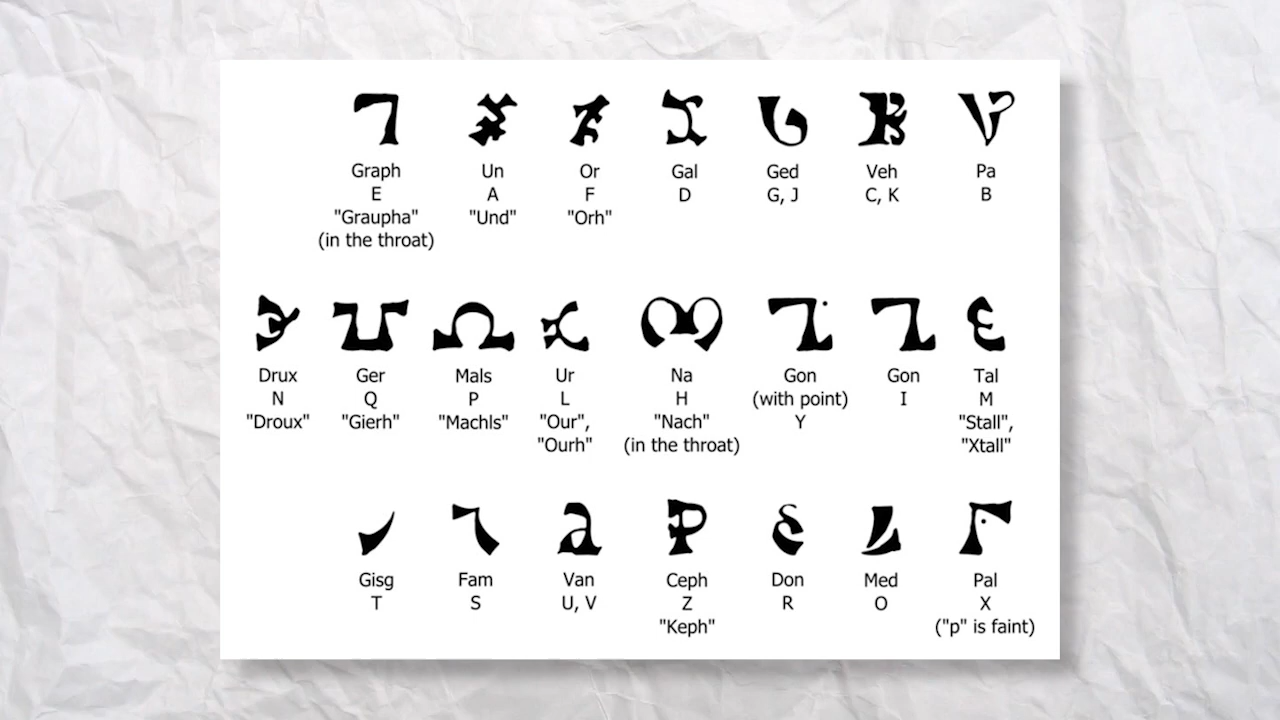 Graph Un Or Gal Ged Veh Pa
E A F D G, J C, K B
"Graupha" "Und" "Orh"
(in the throat)
Drux Ger Mals Ur Na Gon Gon Tal
N Q P L H (with point) I M
"Droux" "Gierh" "Machls" "Our", "Nach" Y "Stall",
"Ourh" (in the throat) "Xtall"
Gisg Fam Van Ceph Don Med Pal
T S U, V Z R O X
"Keph" ("p" is faint)